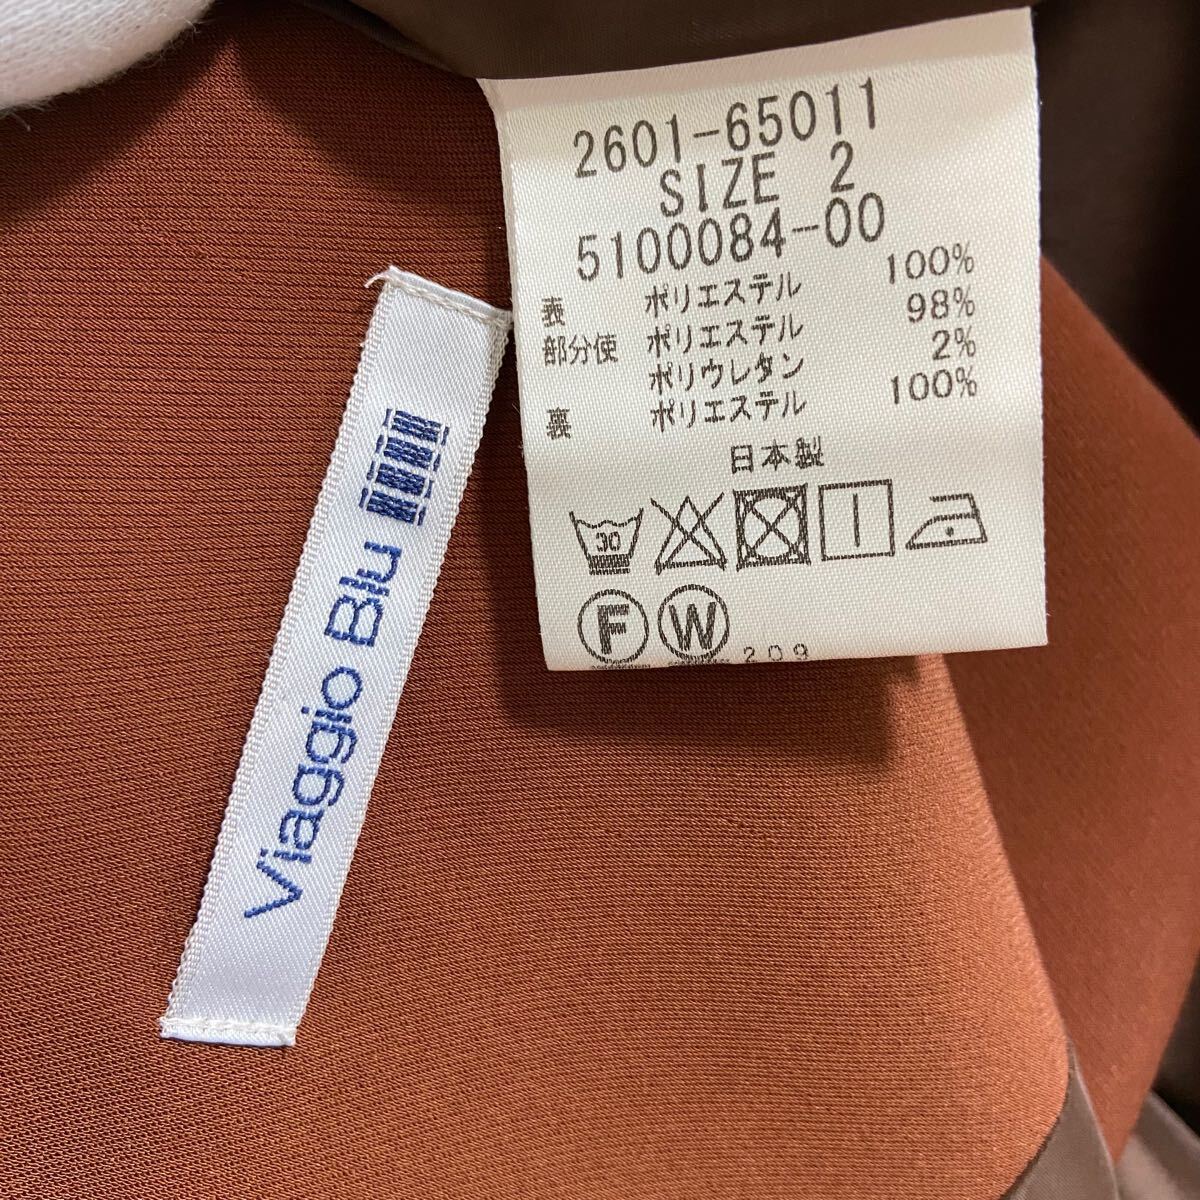 2601-65011
SIZE 2
5100084-00
表 ポリエステル 100%
部分使 ポリエステル 98%
ポリウレタン 2%
裏 ポリエステル 100%
日本製
30
F W 209
Viaggio Blu